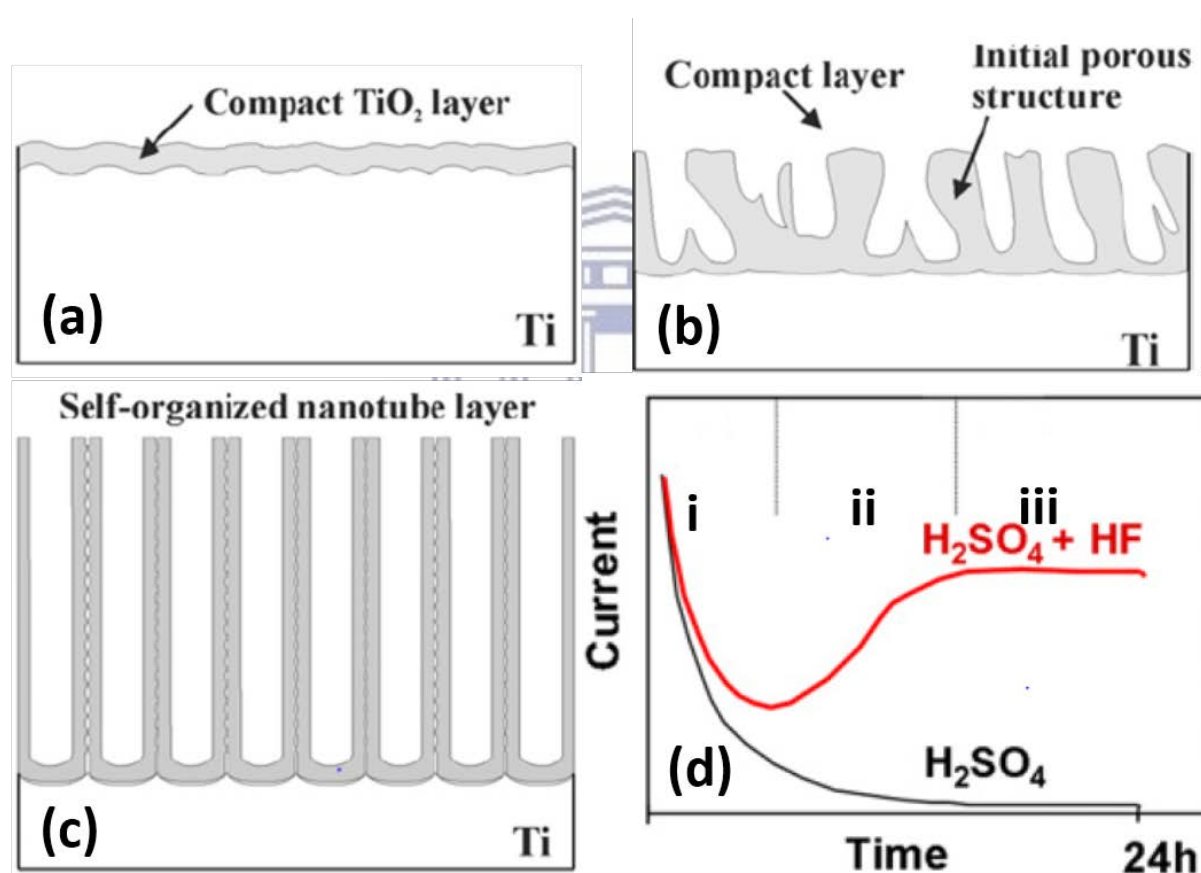 Compact TiO₂ layer
(a)
Ti
Compact layer
Initial porous
structure
(b)
Ti
Self-organized nanotube layer
(c)
Ti
i
ii
iii
H₂SO₄ + HF
Current
(d)
H₂SO₄
Time
24h